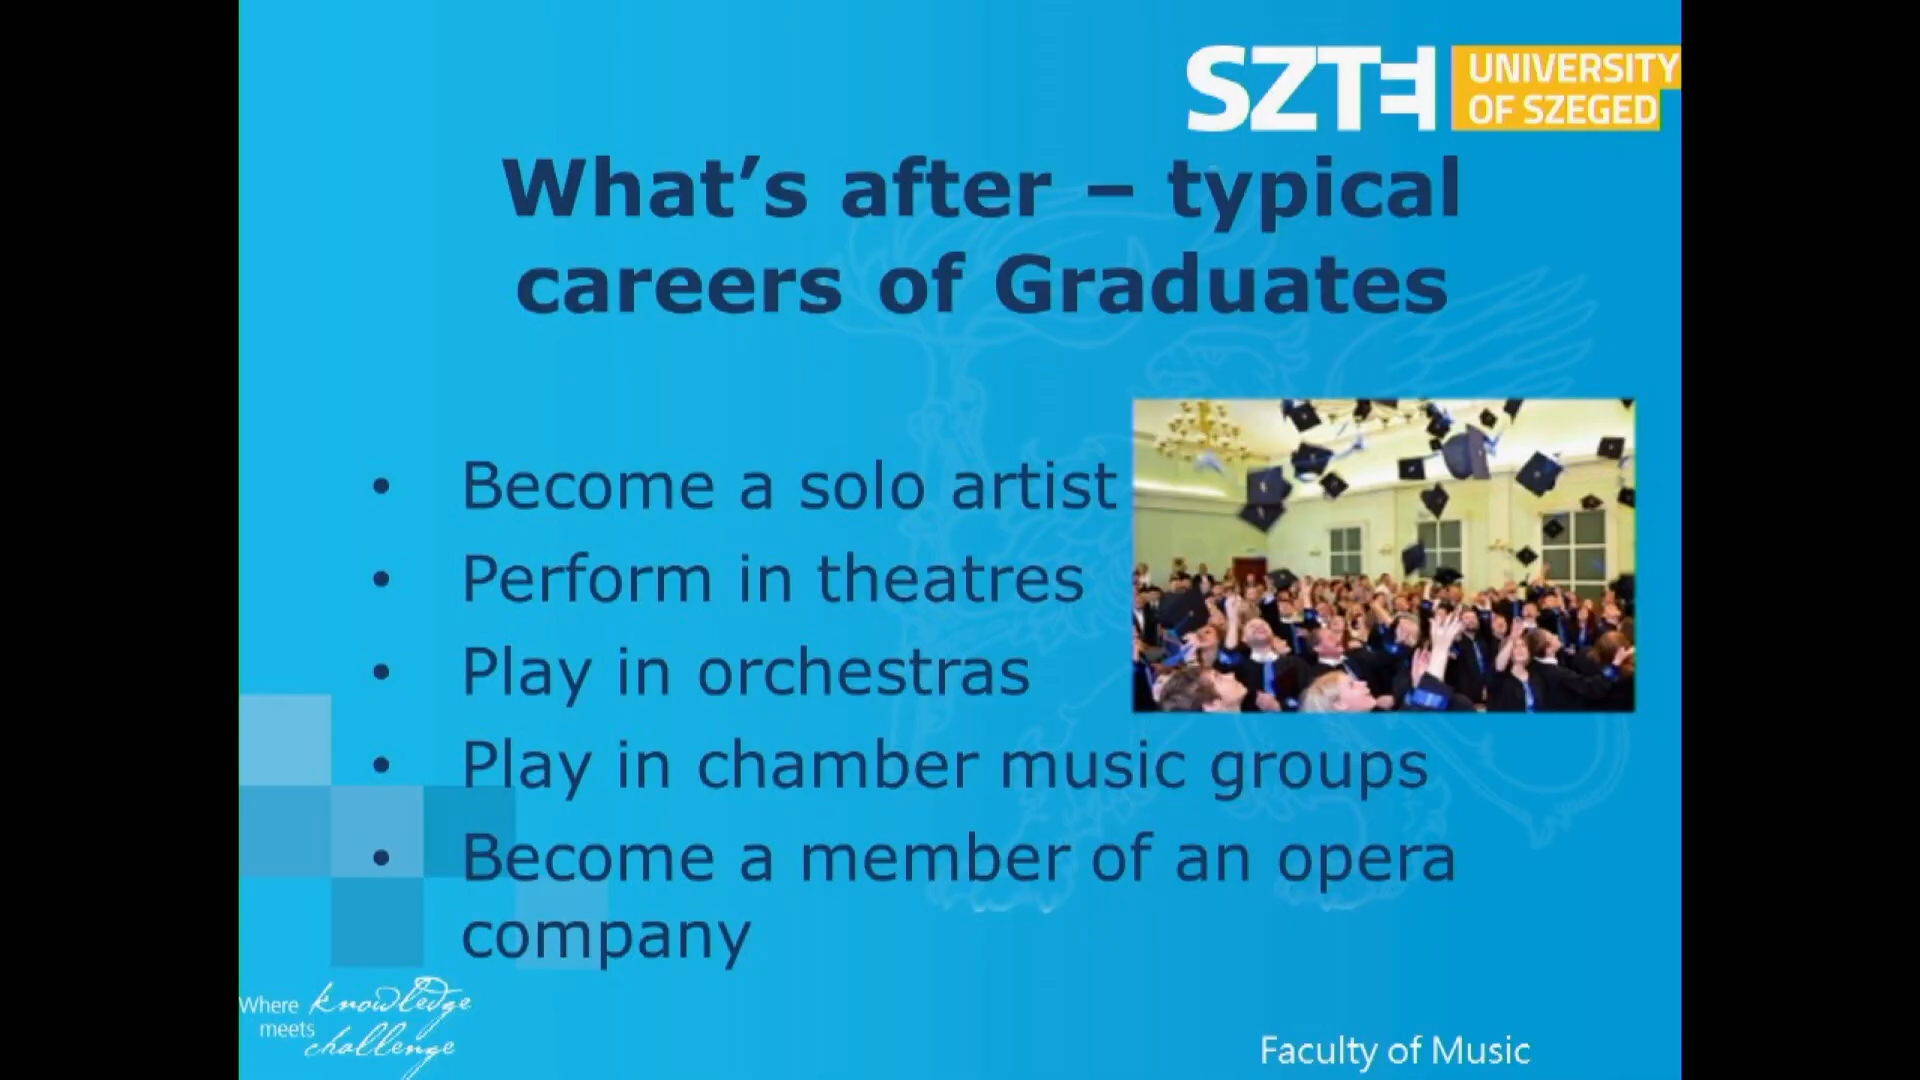 SZTE UNIVERSITY
OF SZEGED
What’s after – typical
careers of Graduates
• Become a solo artist
• Perform in theatres
• Play in orchestras
• Play in chamber music groups
• Become a member of an opera
company
Where knowledge
meets challenge
Faculty of Music